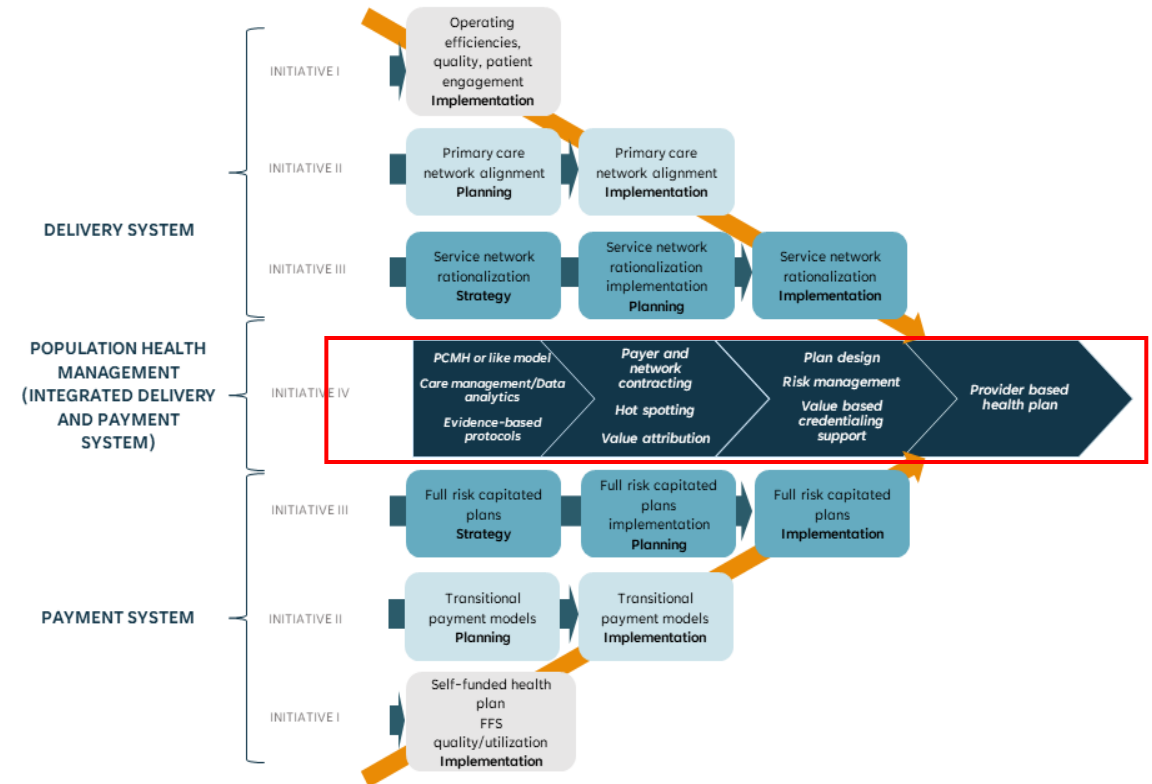 Operating
efficiencies,
quality, patient
engagement
Implementation
INITIATIVE I
Primary care
network alignment
Planning
Primary care
network alignment
Implementation
INITIATIVE II
DELIVERY SYSTEM
Service network
rationalization
Strategy
Service network
rationalization
implementation
Planning
Service network
rationalization
Implementation
INITIATIVE III
POPULATION HEALTH
MANAGEMENT
(INTEGRATED DELIVERY
AND PAYMENT
SYSTEM)
INITIATIVE IV
PCMH or like model
Care management/Data
analytics
Evidence-based
protocols
Payer and
network
contracting
Hot spotting
Value attribution
Plan design
Risk management
Value based
credentialing
support
Provider based
health plan
INITIATIVE III
Full risk capitated
plans
Strategy
Full risk capitated
plans
implementation
Planning
Full risk capitated
plans
Implementation
PAYMENT SYSTEM
INITIATIVE II
Transitional
payment models
Planning
Transitional
payment models
Implementation
INITIATIVE I
Self-funded health
plan
FFS
quality/utilization
Implementation